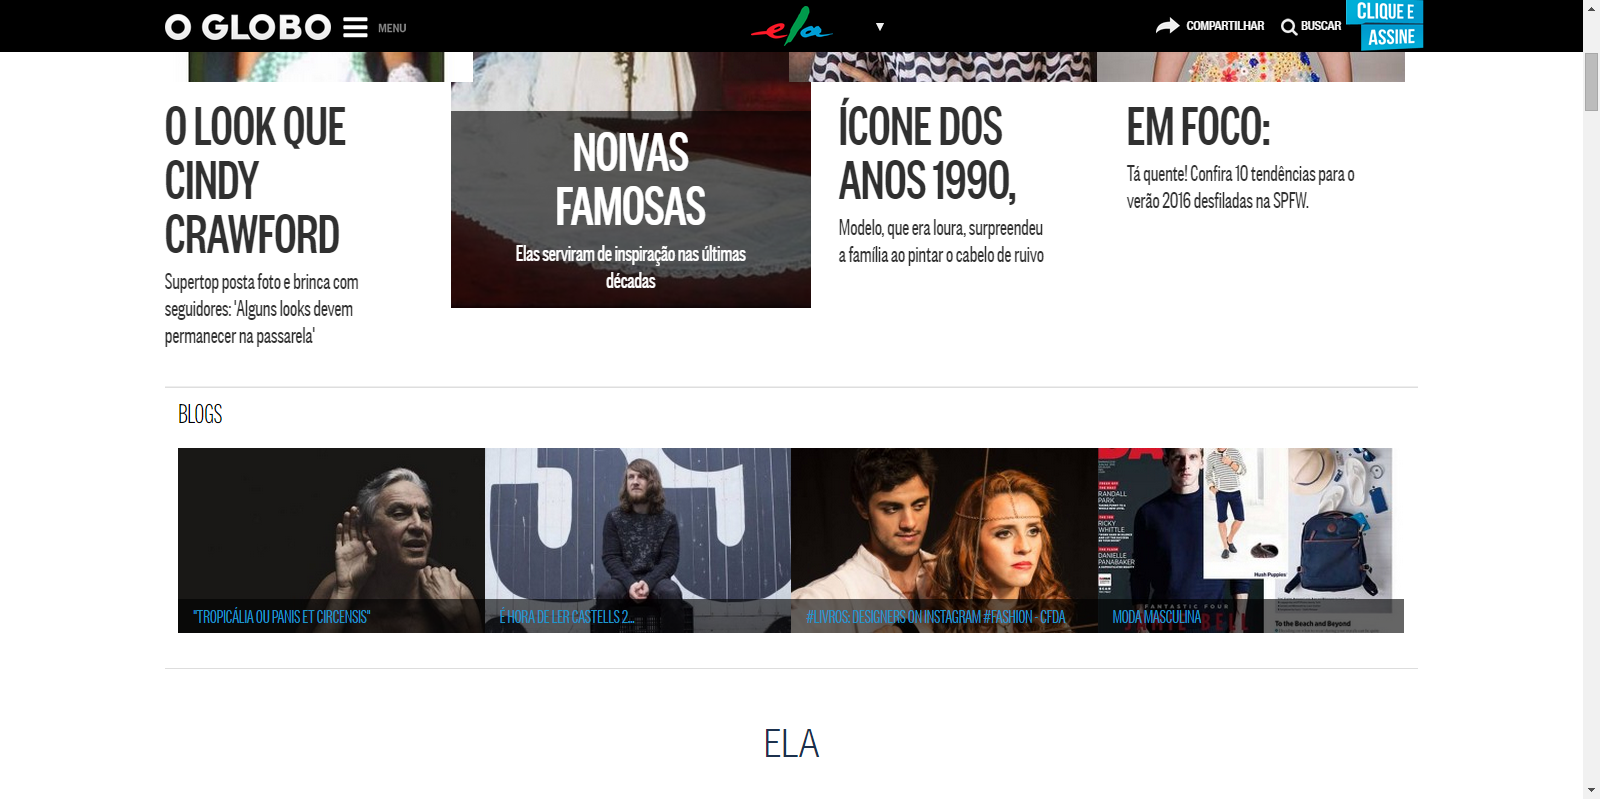 O GLOBO
MENU
ela
▼
COMPARTILHAR
BUSCAR
CLIQUE E
ASSINE
O LOOK QUE
CINDY
CRAWFORD
Supertop posta foto e brinca com
seguidores: 'Alguns looks devem
permanecer na passarela'
NOIVAS
FAMOSAS
Elas serviram de inspiração nas últimas
décadas
ÍCONE DOS
ANOS 1990,
Modelo, que era loura, surpreendeu
a família ao pintar o cabelo de ruivo
EM FOCO:
Tá quente! Confira 10 tendências para o
verão 2016 desfiladas na SPFW.
BLOGS
"TROPICÁLIA OU PANIS ET CIRCENSIS"
É HORA DE LER CASTELLS 2...
#LIVROS: DESIGNERS ON INSTAGRAM #FASHION - CFDA
RANDALL
PARK
RICKY
WHITTLE
DANIELLE
PANABAKER
FANTASTIC FOUR
JAMIE BELL
Hush Puppies
MODA MASCULINA
To the Beach and Beyond
ELA